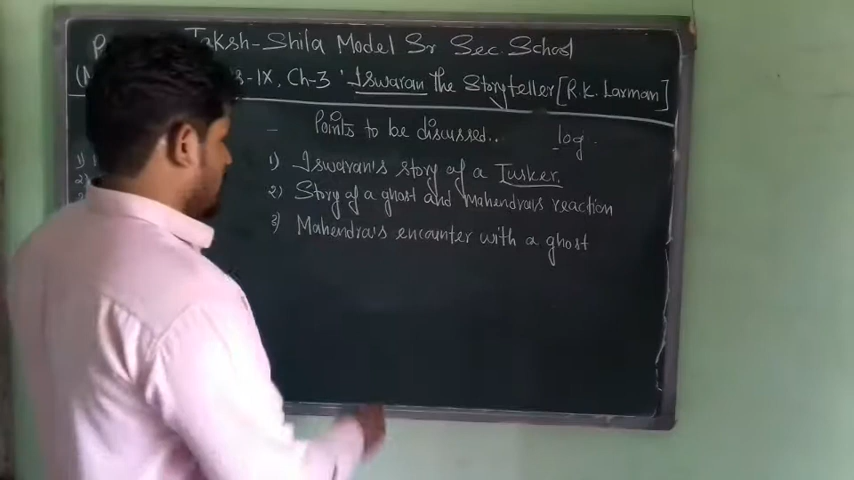 Taksh-Shila Model Sr Sec School
-IX, Ch-3 'Iswaran the Storyteller [R.K. Laxman]
Points to be discussed.. log.
1) Iswaran's story of a Tusker.
2) Story of a ghost and Mahendra's reaction
3) Mahendra's encounter with a ghost